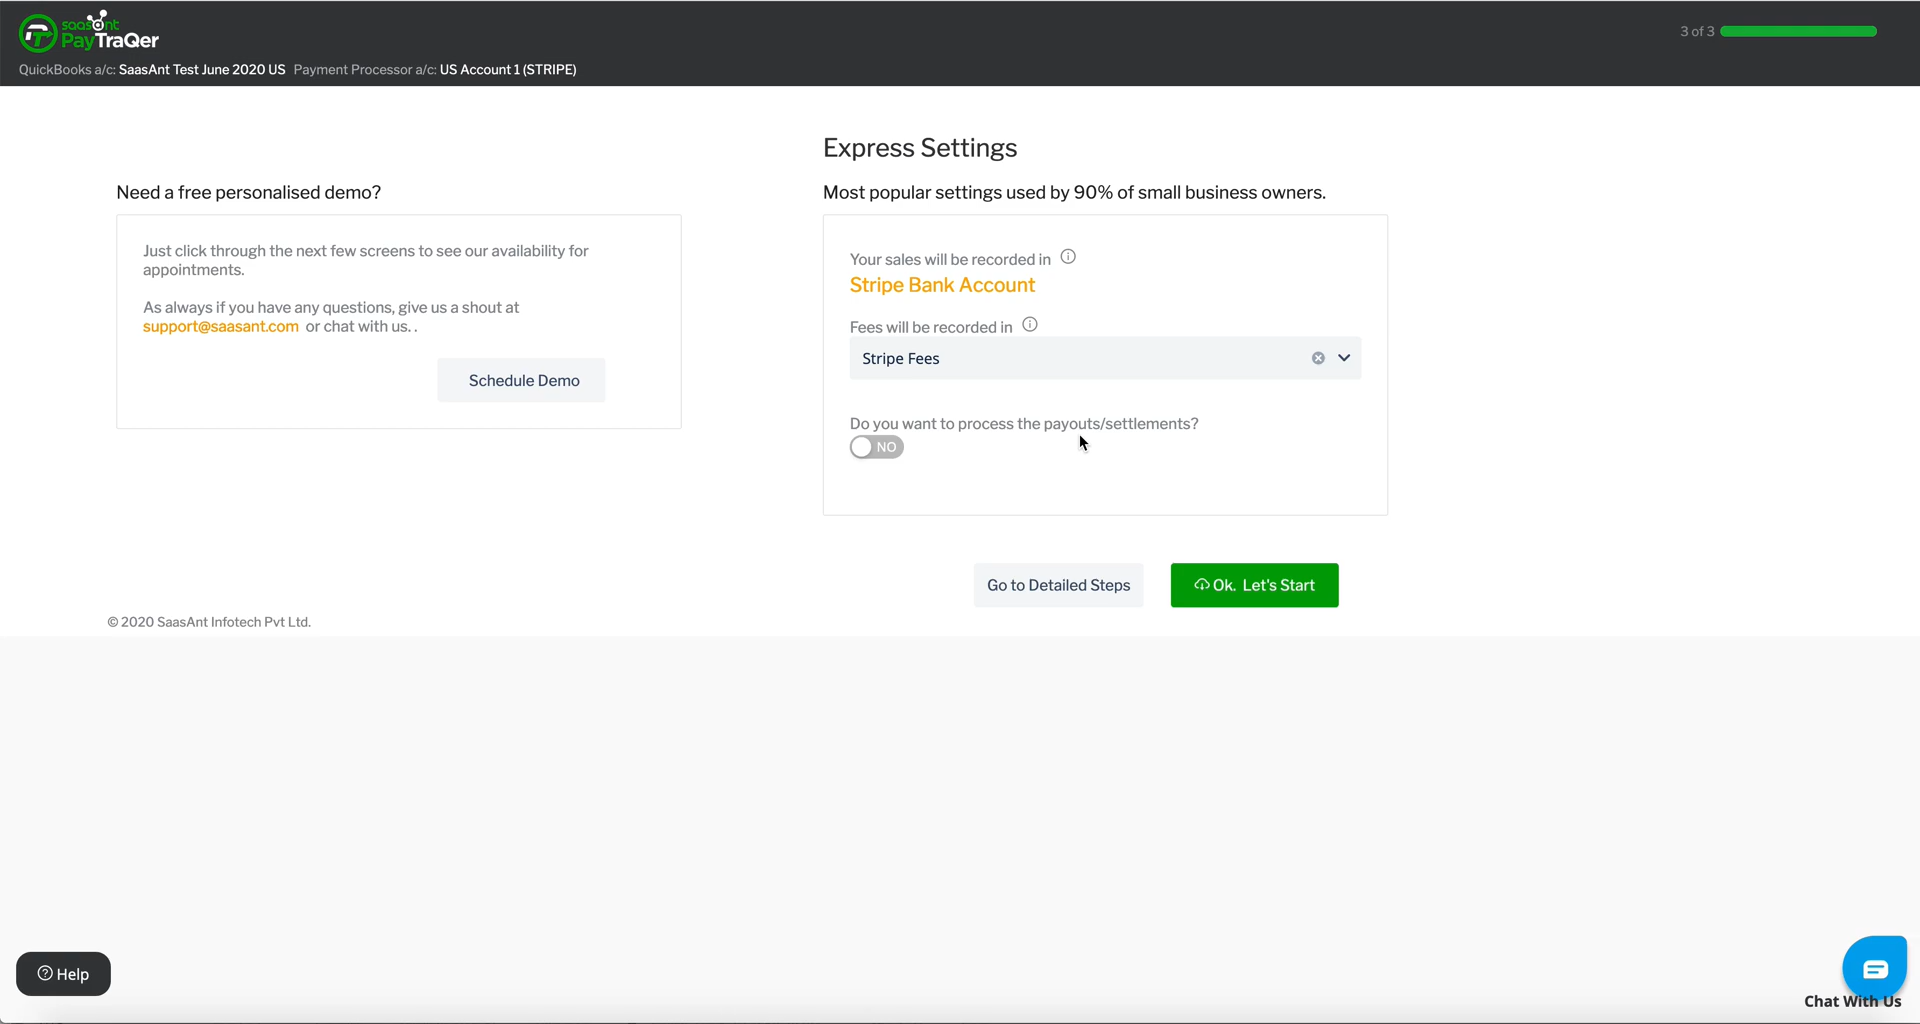 saasant
PayTraQer
3 of 3
QuickBooks a/c: SaasAnt Test June 2020 US Payment Processor a/c: US Account 1 (STRIPE)
Express Settings
Need a free personalised demo?
Most popular settings used by 90% of small business owners.
Just click through the next few screens to see our availability for
appointments.
As always if you have any questions, give us a shout at
support@saasant.com or chat with us. .
Schedule Demo
Your sales will be recorded in
Stripe Bank Account
Fees will be recorded in
Stripe Fees
Do you want to process the payouts/settlements?
NO
Go to Detailed Steps
Ok. Let's Start
© 2020 SaasAnt Infotech Pvt Ltd.
Help
Chat With Us